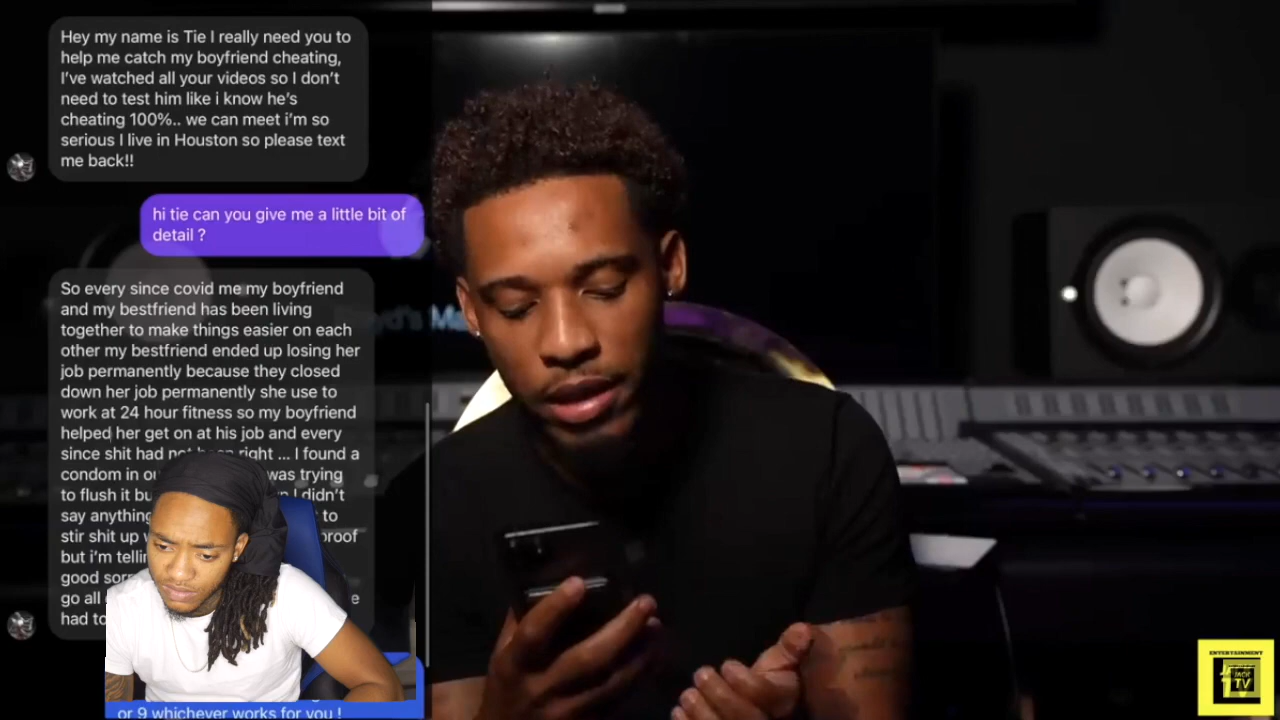 Hey my name is Tie I really need you to
help me catch my boyfriend cheating,
I've watched all your videos so I don't
need to test him like i know he's
cheating 100%.. we can meet i'm so
serious I live in Houston so please text
me back!!
hi tie can you give me a little bit of
detail ?
So every since covid me my boyfriend
and my bestfriend has been living
together to make things easier on each
other my bestfriend ended up losing her
job permanently because they closed
down her job permanently she use to
work at 24 hour fitness so my boyfriend
helped her get on at his job and every
since shit had not been right ... I found a
condom in was trying
to flush it I didn't
say anything to
stir shit up proof
but i'm
good
go all
had to
or 9 whichever works for you !
ENTERTAINMENT
TV